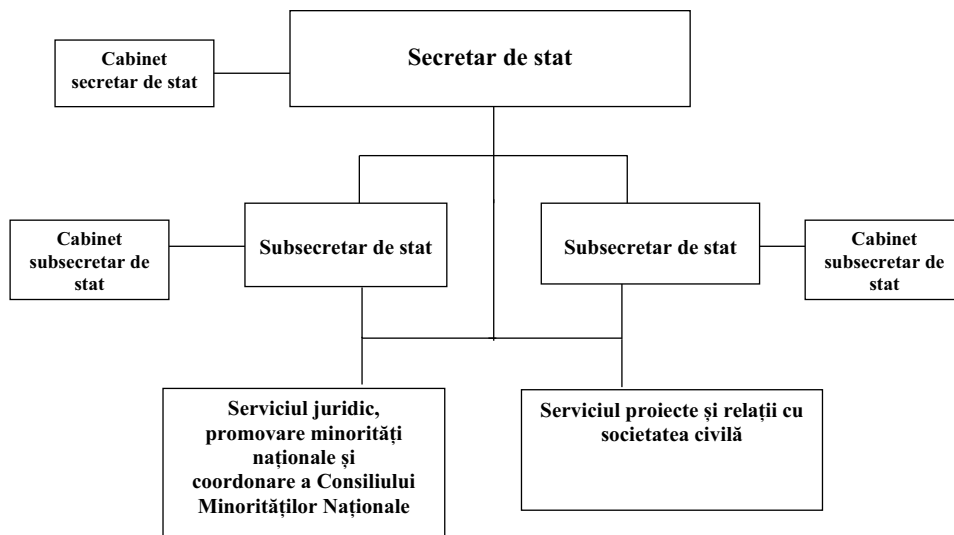 Secretar de stat
Cabinet
secretar de stat
Cabinet
subsecretar de
stat
Subsecretar de stat
Subsecretar de stat
Cabinet
subsecretar de
stat
Serviciul juridic,
promovare minorități
naționale și
coordonare a Consiliului
Minorităților Naționale
Serviciul proiecte și relații cu
societatea civilă